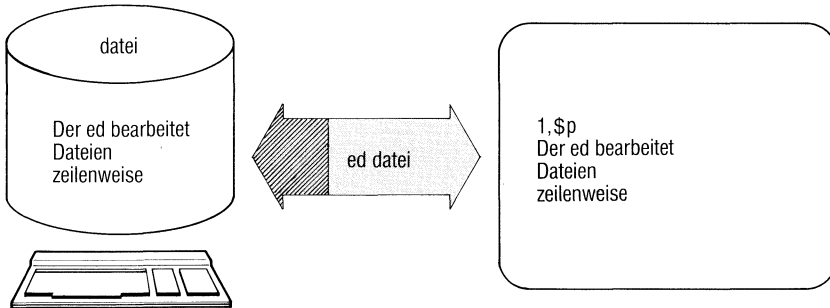 datei
Der ed bearbeitet
Dateien
zeilenweise
ed datei
1,$p
Der ed bearbeitet
Dateien
zeilenweise